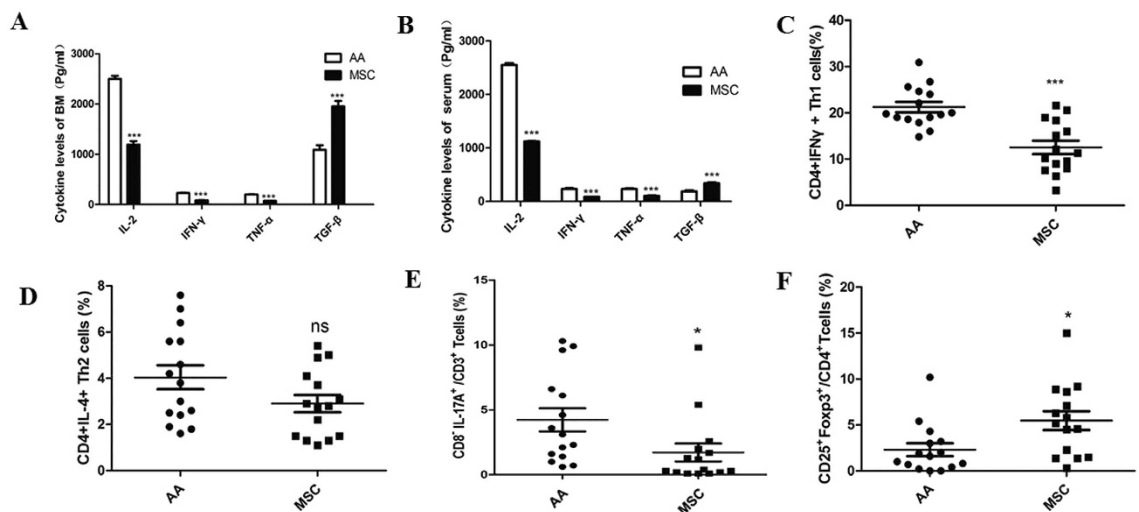 A
Cytokine levels of BM（Pg/ml）
3000
2000
1000
0
AA
MSC
***
***
***
***
IL-2
IFN-γ
TNF-α
TGF-β
B
Cytokine levels of serum（Pg/ml）
3000
2000
1000
0
AA
MSC
***
***
***
***
IL-2
IFN-γ
TNF-α
TGF-β
C
CD4+IFNγ + Th1 cells(%)
40
30
20
10
0
***
AA
MSC
D
CD4+IL-4+ Th2 cells (%)
8
6
4
2
0
ns
AA
MSC
E
CD8⁻ IL-17A⁺ /CD3⁺ Tcells (%)
15
10
5
0
*
AA
MSC
F
CD25⁺Foxp3⁺/CD4⁺Tcells (%)
20
15
10
5
0
*
AA
MSC